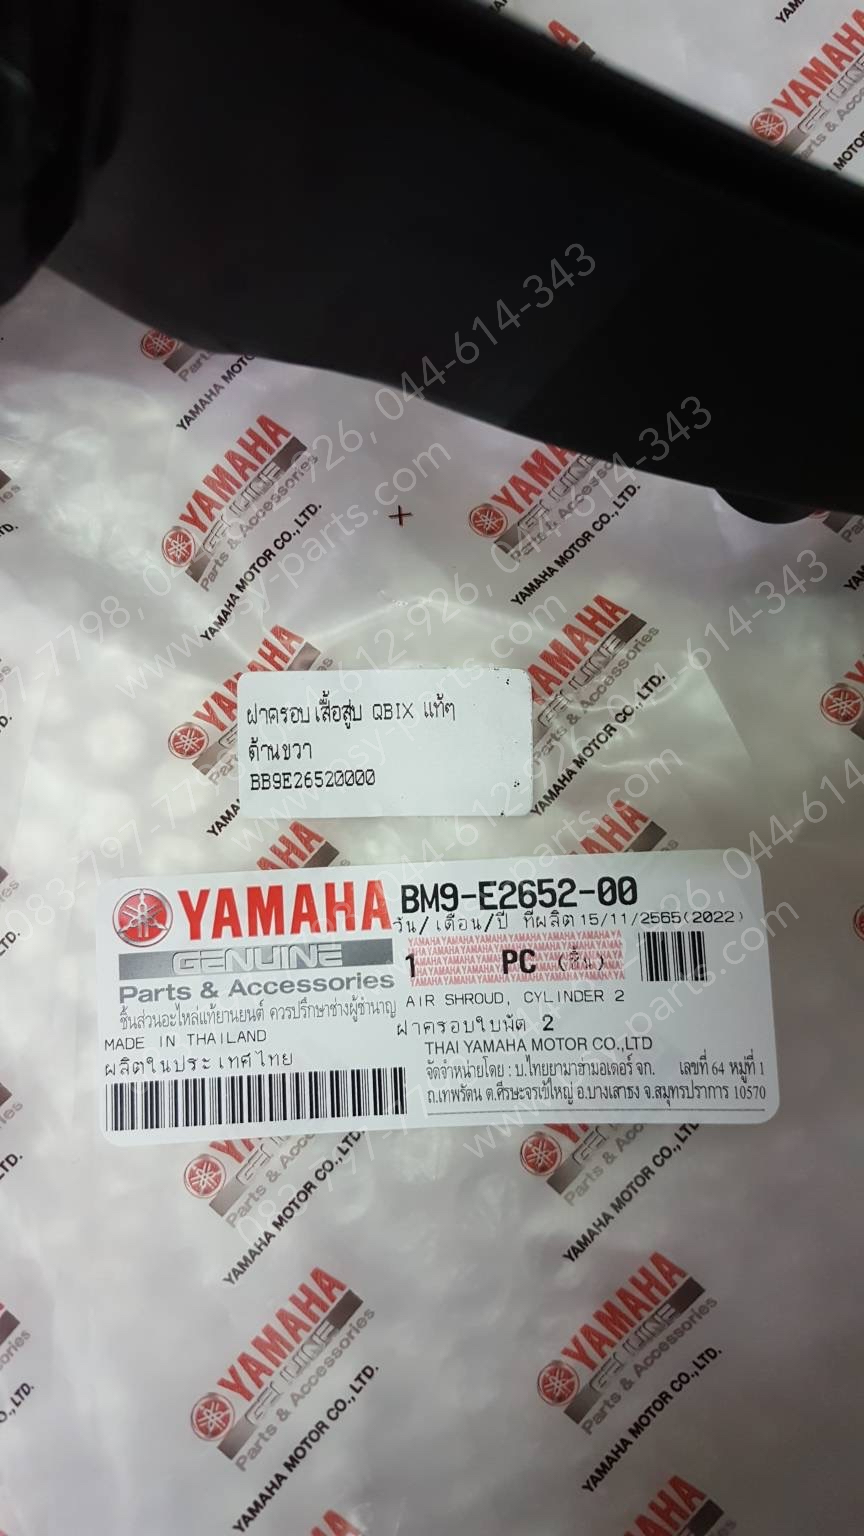 ฝาครอบเสื้อสูบ QBIX แท้ๆ
ด้านขวา
BB9E26520000
YAMAHA
GENUINE
Parts & Accessories
ชิ้นส่วนอะไหล่แท้ยานยนต์ ควรปรึกษาช่างผู้ชำนาญ
MADE IN THAILAND
ผลิตในประเทศไทย
BM9-E2652-00
วัน/เดือน/ปี ที่ผลิต 15/11/2565(2022)
1 PC (ชิ้น)
AIR SHROUD, CYLINDER 2
ฝาครอบใบพัด 2
THAI YAMAHA MOTOR CO.,LTD
จัดจำหน่ายโดย : บ.ไทยยามาฮ่ามอเตอร์ จก. เลขที่ 64 หมู่ที่ 1
ถ.เทพรัตน ต.ศีรษะจรเข้ใหญ่ อ.บางเสาธง จ.สมุทรปราการ 10570
YAMAHA
GENUINE
Parts & Accessories
YAMAHA MOTOR CO.,LTD.